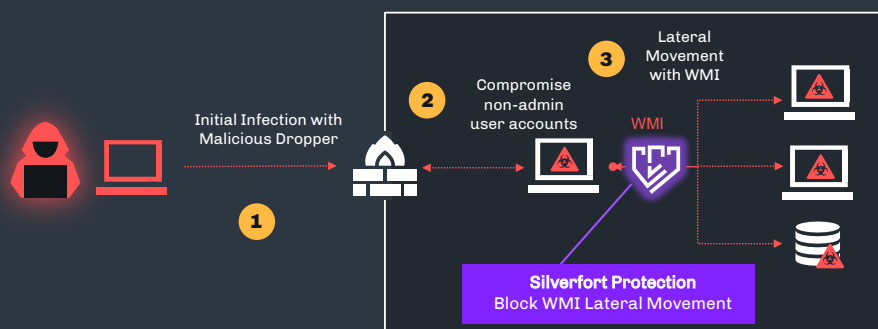 1
Initial Infection with
Malicious Dropper
2
Compromise
non-admin
user accounts
3
Lateral
Movement
with WMI
WMI
Silverfort Protection
Block WMI Lateral Movement